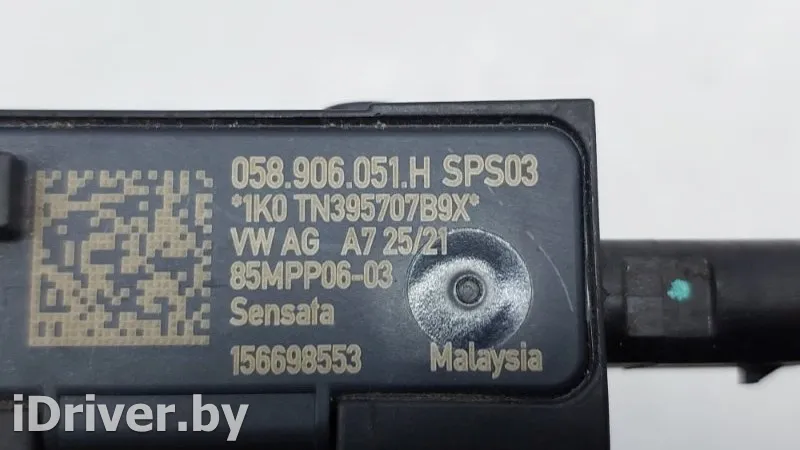 058.906.051.H SPS03
*1K0 TN395707B9X*
VW AG A7 25/21
85MPP06-03
Sensata
156698553 Malaysia
iDriver.by